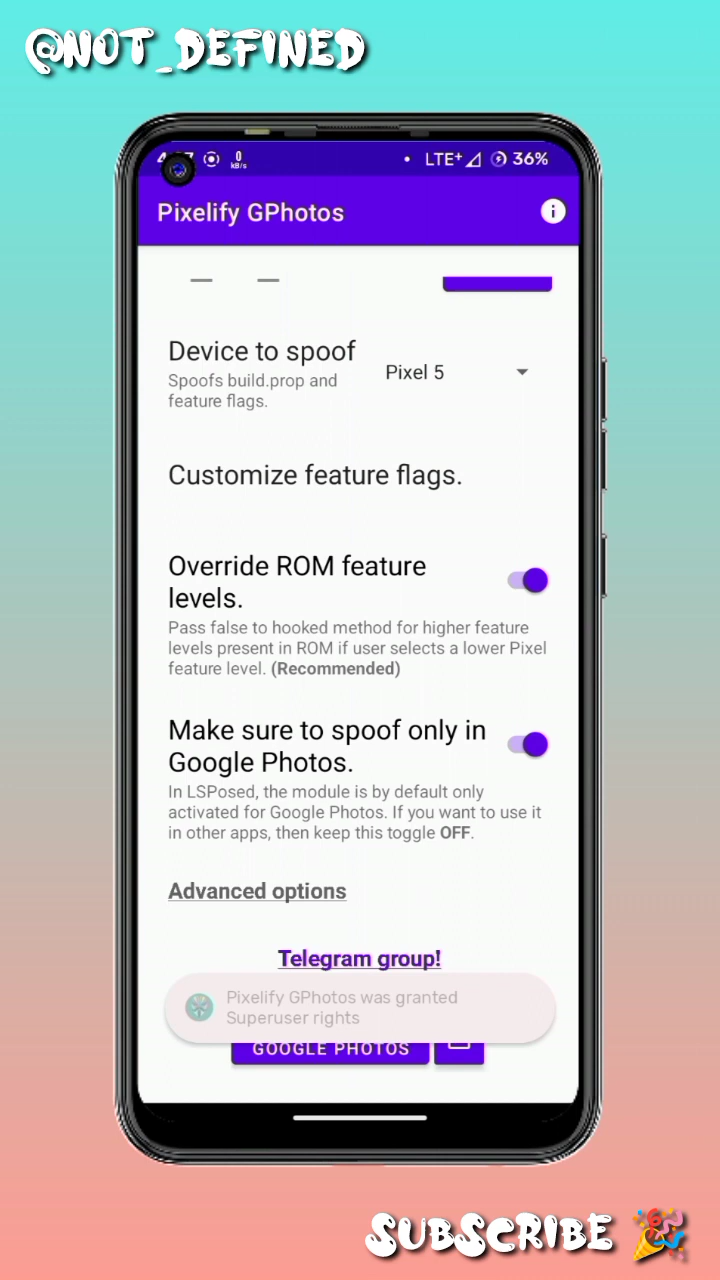 @NOT_DEFINED
0
kB/s
LTE+ 36%
Pixelify GPhotos
Device to spoof
Spoofs build.prop and
feature flags.
Pixel 5
Customize feature flags.
Override ROM feature
levels.
Pass false to hooked method for higher feature
levels present in ROM if user selects a lower Pixel
feature level. (Recommended)
Make sure to spoof only in
Google Photos.
In LSPosed, the module is by default only
activated for Google Photos. If you want to use it
in other apps, then keep this toggle OFF.
Advanced options
Telegram group!
Pixelify GPhotos was granted
Superuser rights
GOOGLE PHOTOS
SUBSCRIBE 🎉